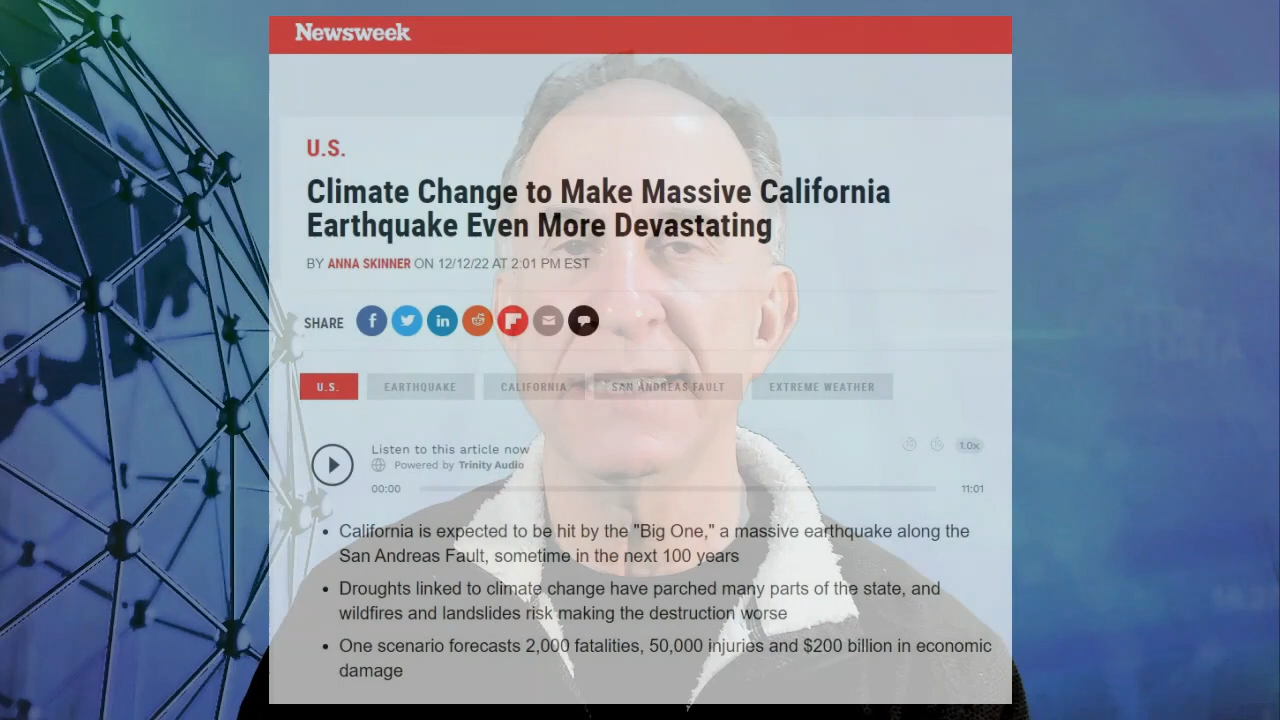 Newsweek
U.S.
Climate Change to Make Massive California
Earthquake Even More Devastating
BY ANNA SKINNER ON 12/12/22 AT 2:01 PM EST
SHARE
U.S. EARTHQUAKE CALIFORNIA SAN ANDREAS FAULT EXTREME WEATHER
Listen to this article now
Powered by Trinity Audio
1.0x
00:00 11:01
• California is expected to be hit by the "Big One," a massive earthquake along the
San Andreas Fault, sometime in the next 100 years
• Droughts linked to climate change have parched many parts of the state, and
wildfires and landslides risk making the destruction worse
• One scenario forecasts 2,000 fatalities, 50,000 injuries and $200 billion in economic
damage